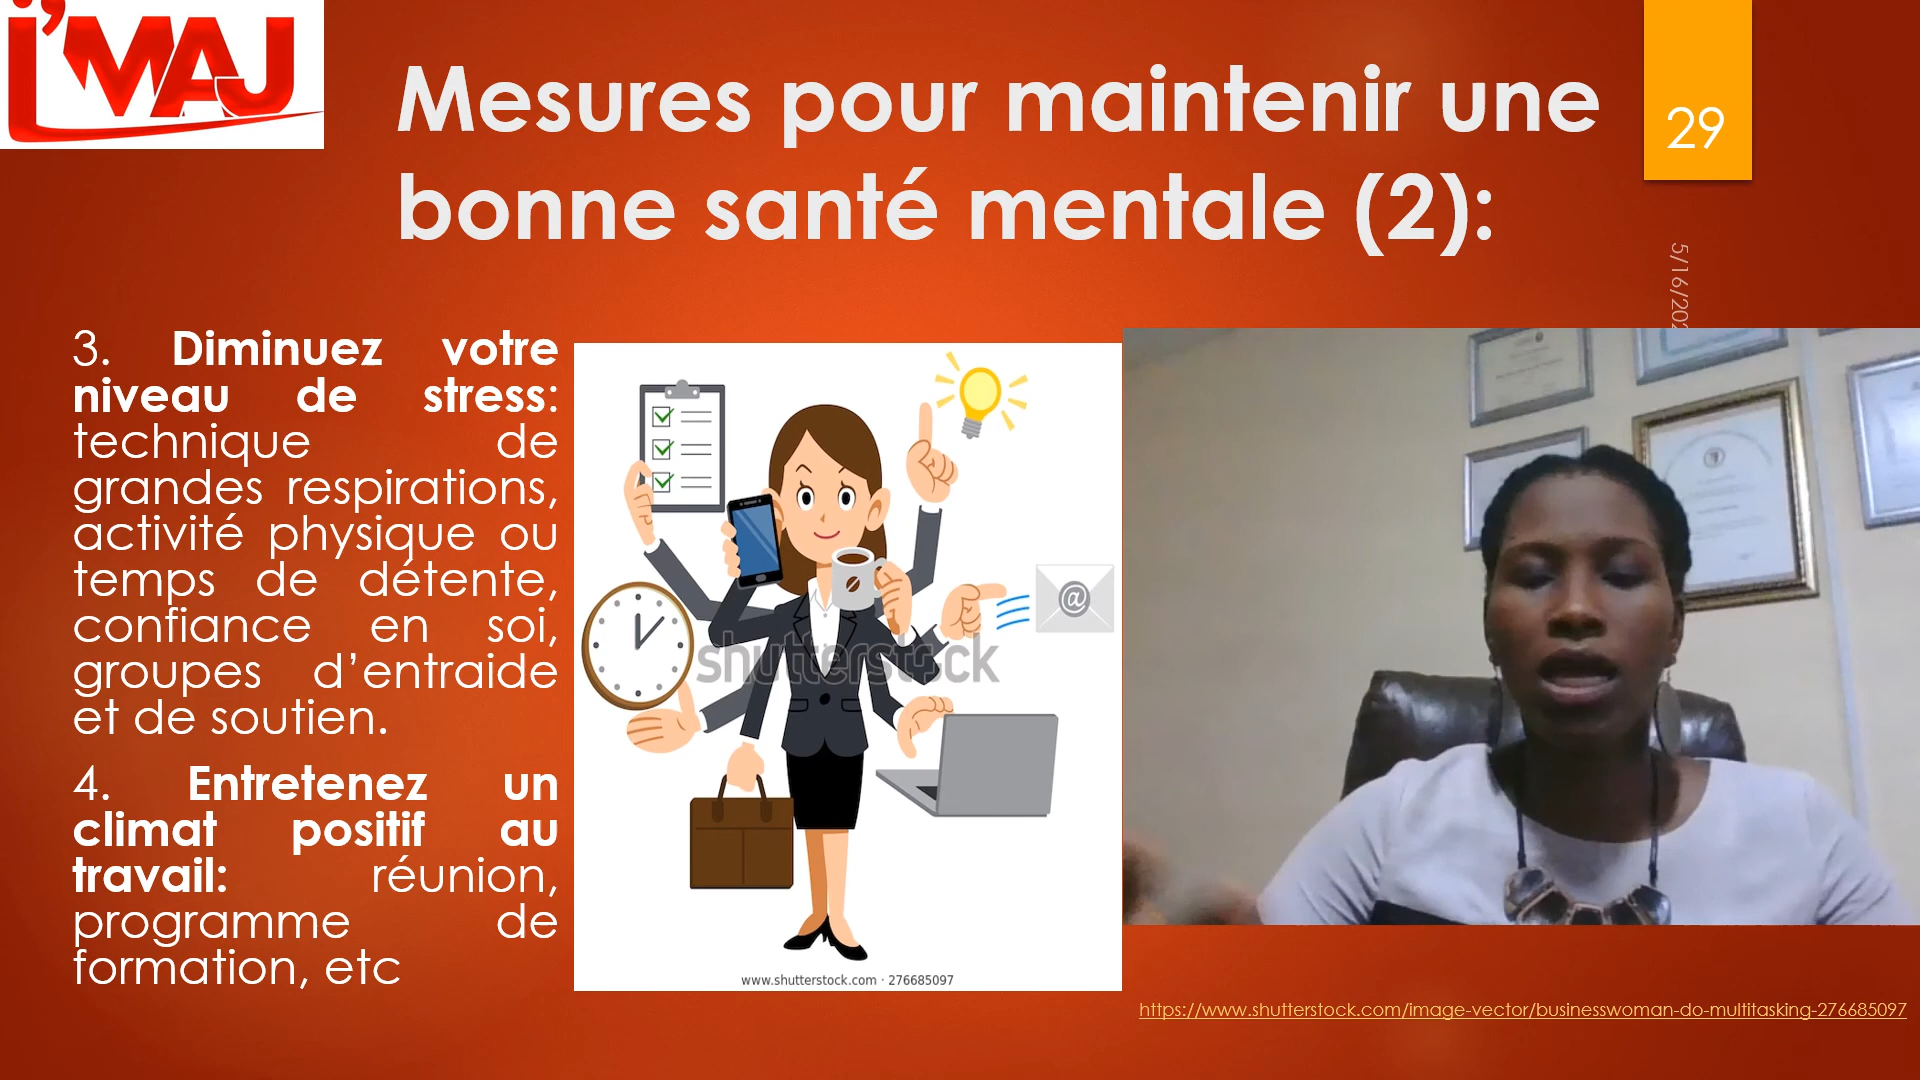 i'MAJ
Mesures pour maintenir une
bonne santé mentale (2):
29
5/16/202
3. Diminuez votre
niveau de stress:
technique de
grandes respirations,
activité physique ou
temps de détente,
confiance en soi,
groupes d’entraide
et de soutien.
4. Entretenez un
climat positif au
travail: réunion,
programme de
formation, etc
@
shutterstock
www.shutterstock.com · 276685097
https://www.shutterstock.com/image-vector/businesswoman-do-multitasking-276685097